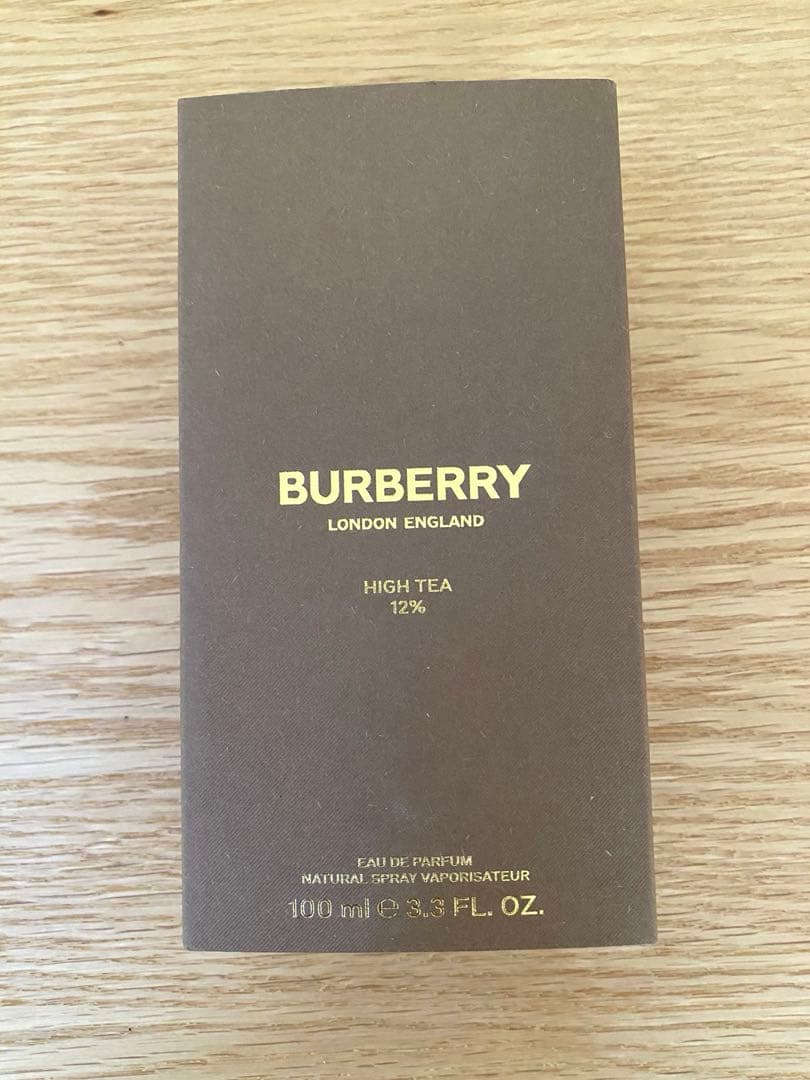 BURBERRY
LONDON ENGLAND
HIGH TEA
12%
EAU DE PARFUM
NATURAL SPRAY VAPORISATEUR
100 ml ℮ 3.3 FL. OZ.